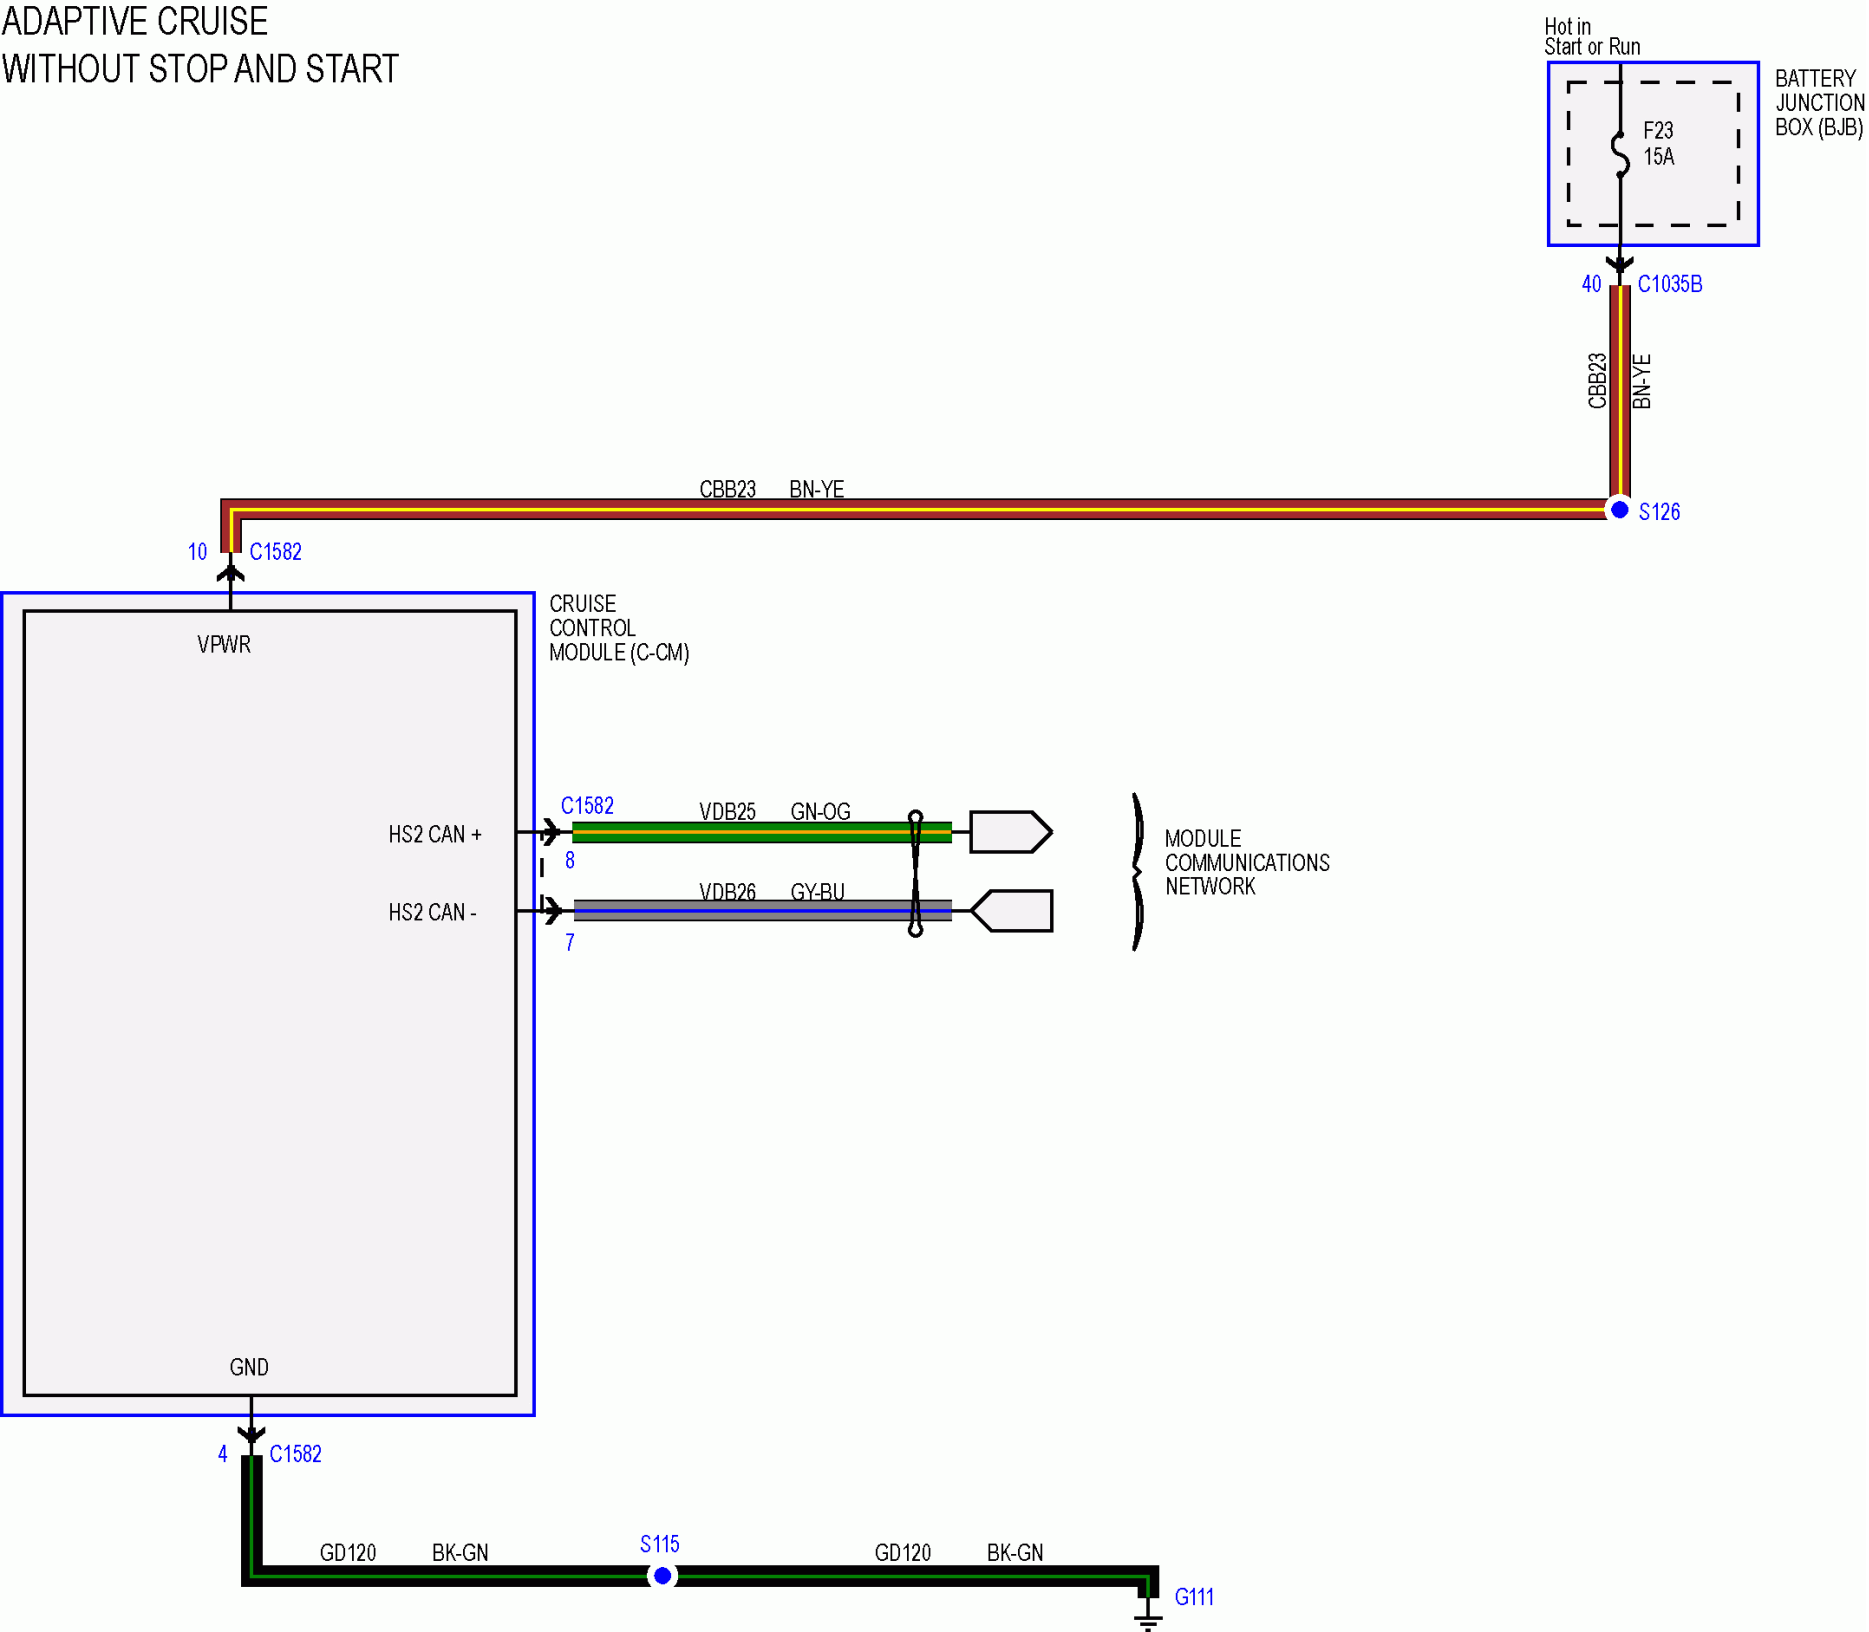 ADAPTIVE CRUISE
WITHOUT STOP AND START
Hot in
Start or Run
BATTERY
JUNCTION
BOX (BJB)
F23
15A
40 C1035B
CBB23
BN-YE
CBB23 BN-YE
S126
10 C1582
CRUISE
CONTROL
MODULE (C-CM)
VPWR
C1582
VDB25 GN-OG
HS2 CAN +
8
MODULE
COMMUNICATIONS
NETWORK
VDB26 GY-BU
HS2 CAN -
7
GND
4 C1582
S115
GD120 BK-GN
GD120 BK-GN
G111